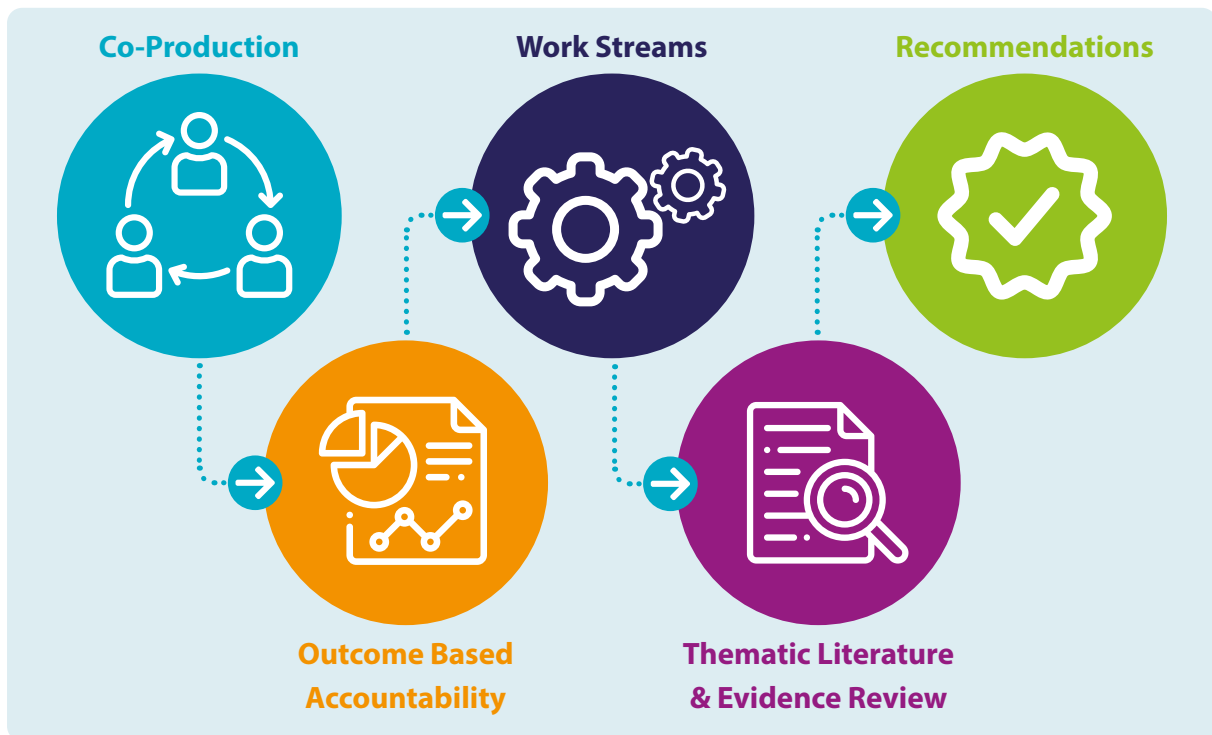 Co-Production
Work Streams
Recommendations
Outcome Based
Accountability
Thematic Literature
& Evidence Review